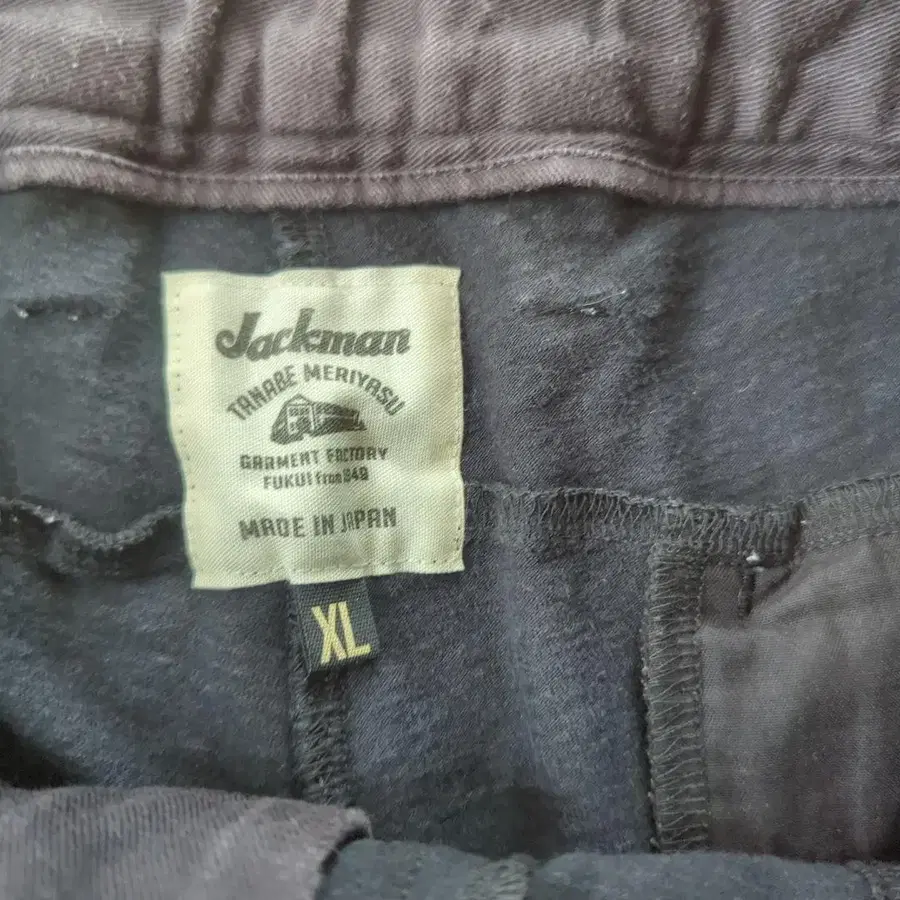 Jackman
TANABE MERIYASU
GARMENT FACTORY
FUKUI from 949
MADE IN JAPAN
XL